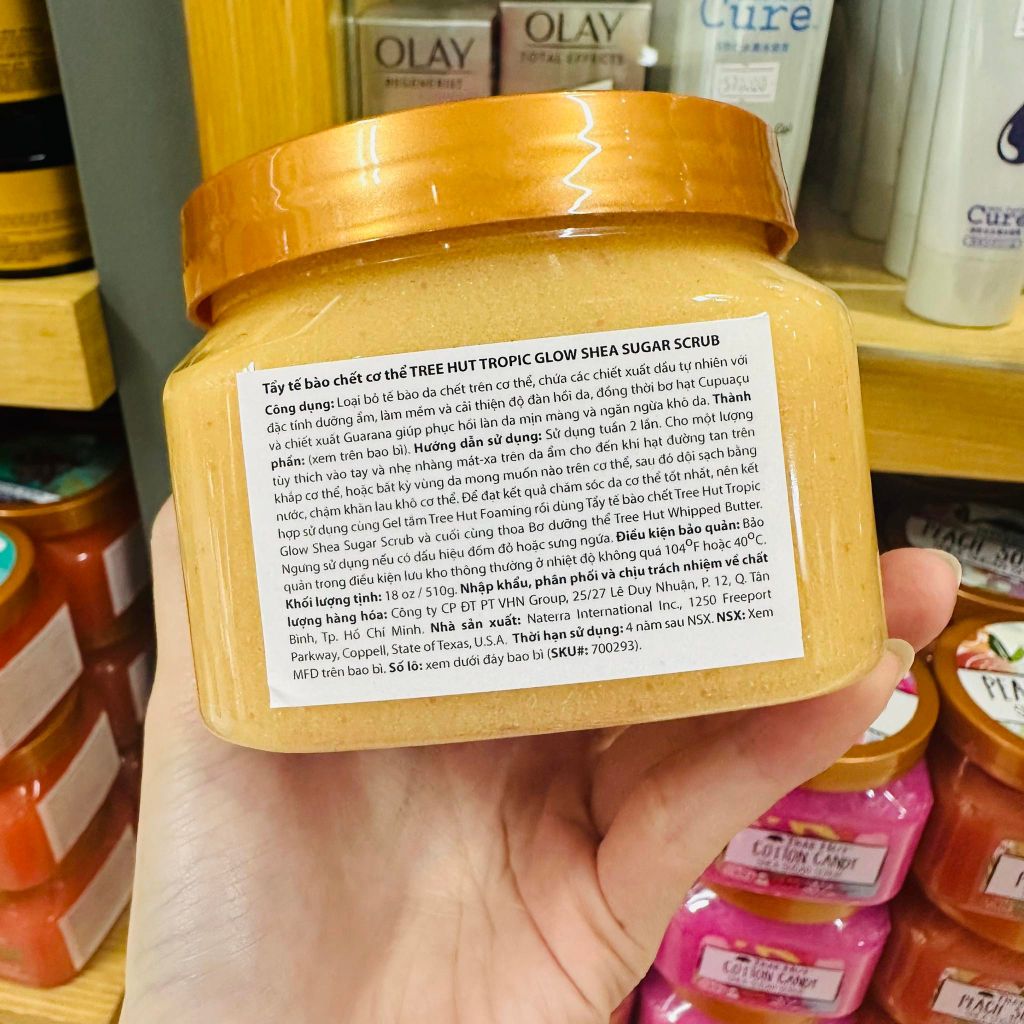 OLAY
REGENERIST
OLAY
TOTAL EFFECTS
Cure
Cure
Tẩy tế bào chết cơ thể TREE HUT TROPIC GLOW SHEA SUGAR SCRUB
Công dụng: Loại bỏ tế bào da chết trên cơ thể, chứa các chiết xuất dầu tự nhiên với
đặc tính dưỡng ẩm, làm mềm và cải thiện độ đàn hồi da, đồng thời bơ hạt Cupuaçu
và chiết xuất Guarana giúp phục hồi làn da mịn màng và ngăn ngừa khô da. Thành
phần: (xem trên bao bì). Hướng dẫn sử dụng: Sử dụng tuần 2 lần. Cho một lượng
tùy thích vào tay và nhẹ nhàng mát-xa trên da ẩm cho đến khi hạt đường tan trên
khắp cơ thể, hoặc bất kỳ vùng da mong muốn nào trên cơ thể, sau đó dội sạch bằng
nước, chậm khăn lau khô cơ thể. Để đạt kết quả chăm sóc da cơ thể tốt nhất, nên kết
hợp sử dụng cùng Gel tắm Tree Hut Foaming rồi dùng Tẩy tế bào chết Tree Hut Tropic
Glow Shea Sugar Scrub và cuối cùng thoa Bơ dưỡng thể Tree Hut Whipped Butter.
Ngưng sử dụng nếu có dấu hiệu đốm đỏ hoặc sưng ngứa. Điều kiện bảo quản: Bảo
quản trong điều kiện lưu kho thông thường ở nhiệt độ không quá 104⁰F hoặc 40⁰C.
Khối lượng tịnh: 18 oz / 510g. Nhập khẩu, phân phối và chịu trách nhiệm về chất
lượng hàng hóa: Công ty CP ĐT PT VHN Group, 25/27 Lê Duy Nhuận, P. 12, Q. Tân
Bình, Tp. Hồ Chí Minh. Nhà sản xuất: Naterra International Inc., 1250 Freeport
Parkway, Coppell, State of Texas, U.S.A. Thời hạn sử dụng: 4 năm sau NSX. NSX: Xem
MFD trên bao bì. Số lô: xem dưới đáy bao bì (SKU#: 700293).
COTTON CANDY
COTTON CANDY